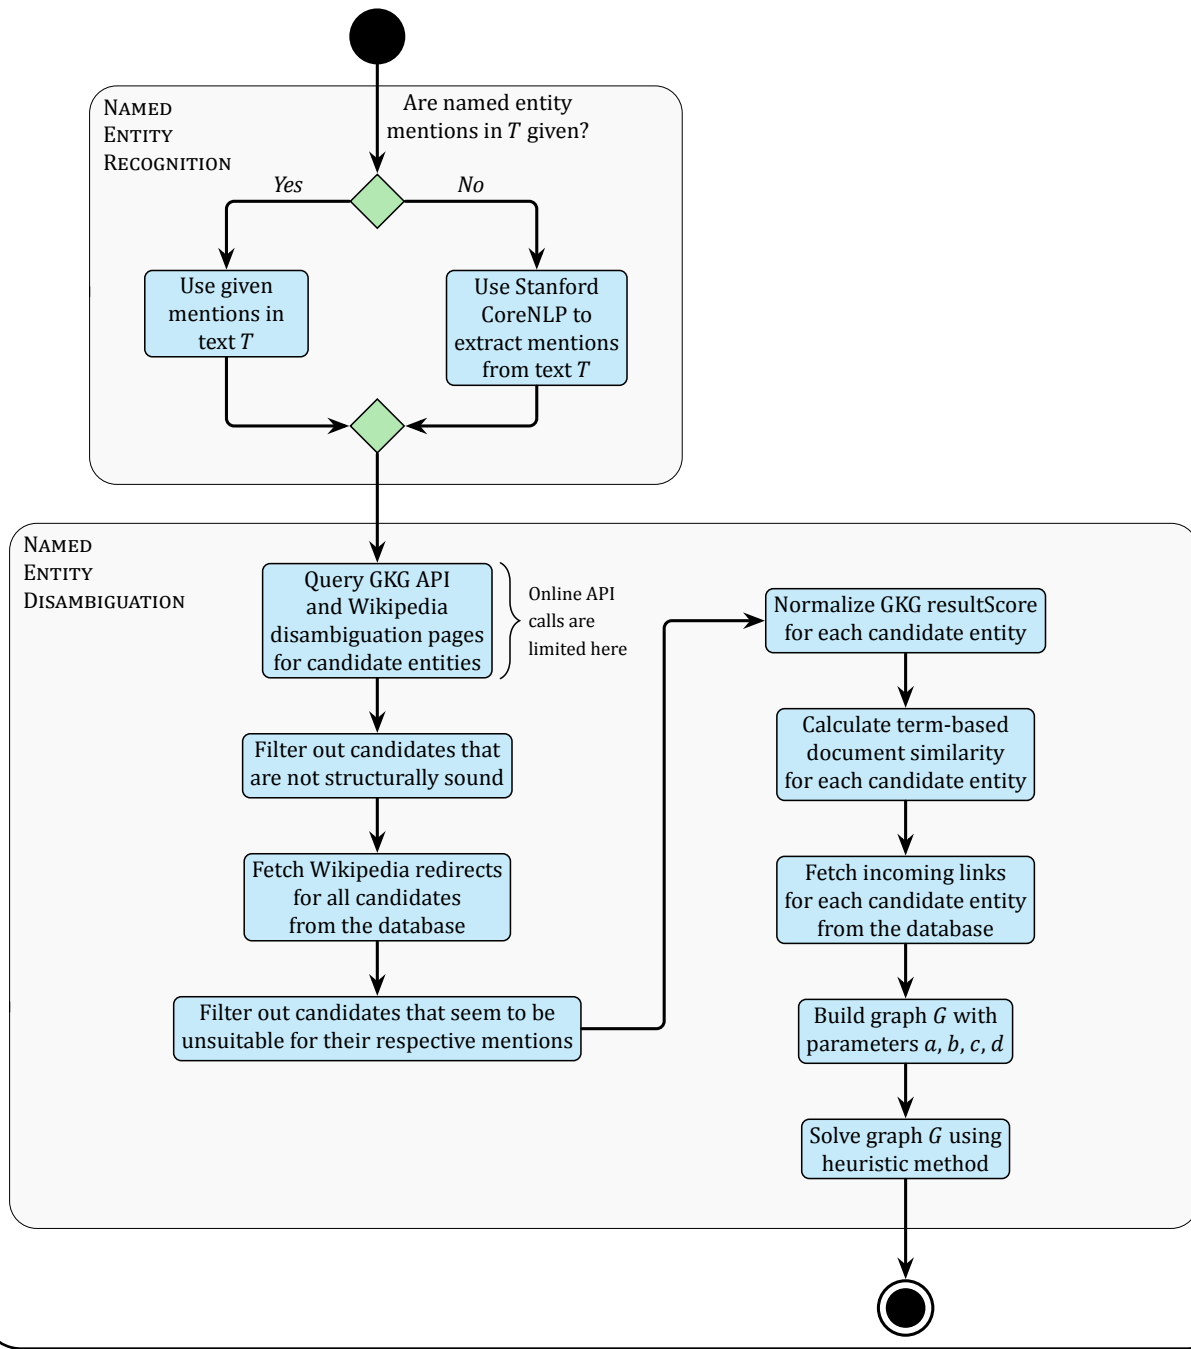 NAMED
ENTITY
RECOGNITION
Are named entity
mentions in T given?
Yes
No
Use given
mentions in
text T
Use Stanford
CoreNLP to
extract mentions
from text T
NAMED
ENTITY
DISAMBIGUATION
Query GKG API
and Wikipedia
disambiguation pages
for candidate entities
Online API
calls are
limited here
Filter out candidates that
are not structurally sound
Fetch Wikipedia redirects
for all candidates
from the database
Filter out candidates that seem to be
unsuitable for their respective mentions
Normalize GKG resultScore
for each candidate entity
Calculate term-based
document similarity
for each candidate entity
Fetch incoming links
for each candidate entity
from the database
Build graph G with
parameters a, b, c, d
Solve graph G using
heuristic method